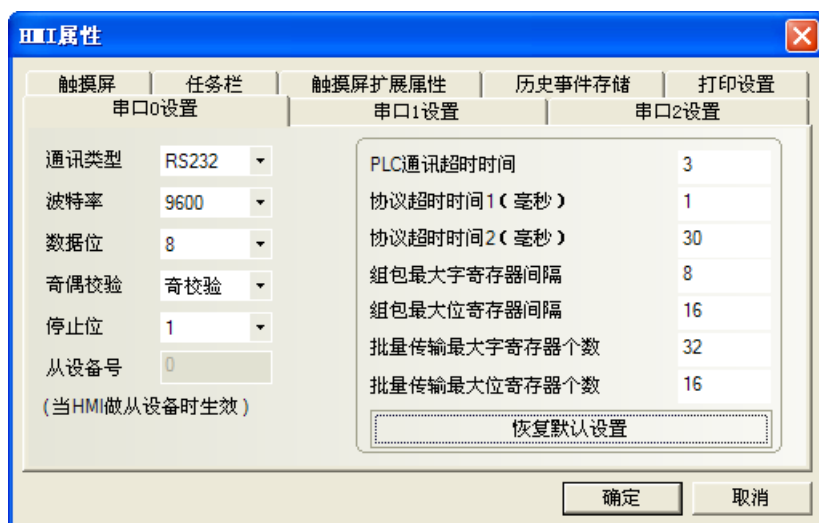 HMI属性
触摸屏 任务栏 触摸屏扩展属性 历史事件存储 打印设置
串口0设置 串口1设置 串口2设置
通讯类型 RS232
波特率 9600
数据位 8
奇偶校验 奇校验
停止位 1
从设备号 0
(当HMI做从设备时生效)
PLC通讯超时时间 3
协议超时时间1(毫秒) 1
协议超时时间2(毫秒) 30
组包最大字寄存器间隔 8
组包最大位寄存器间隔 16
批量传输最大字寄存器个数 32
批量传输最大位寄存器个数 16
恢复默认设置
确定 取消